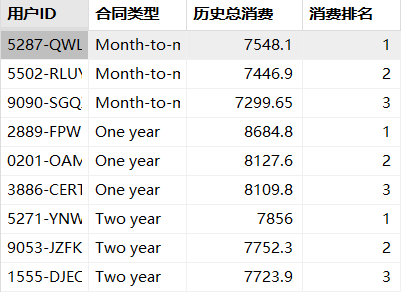 用户ID 合同类型 历史总消费 消费排名
5287-QWL Month-to-m 7548.1 1
5502-RLUY Month-to-m 7446.9 2
9090-SGQ Month-to-m 7299.65 3
2889-FPW One year 8684.8 1
0201-OAM One year 8127.6 2
3886-CERT One year 8109.8 3
5271-YNW Two year 7856 1
9053-JZFK Two year 7752.3 2
1555-DJEC Two year 7723.9 3